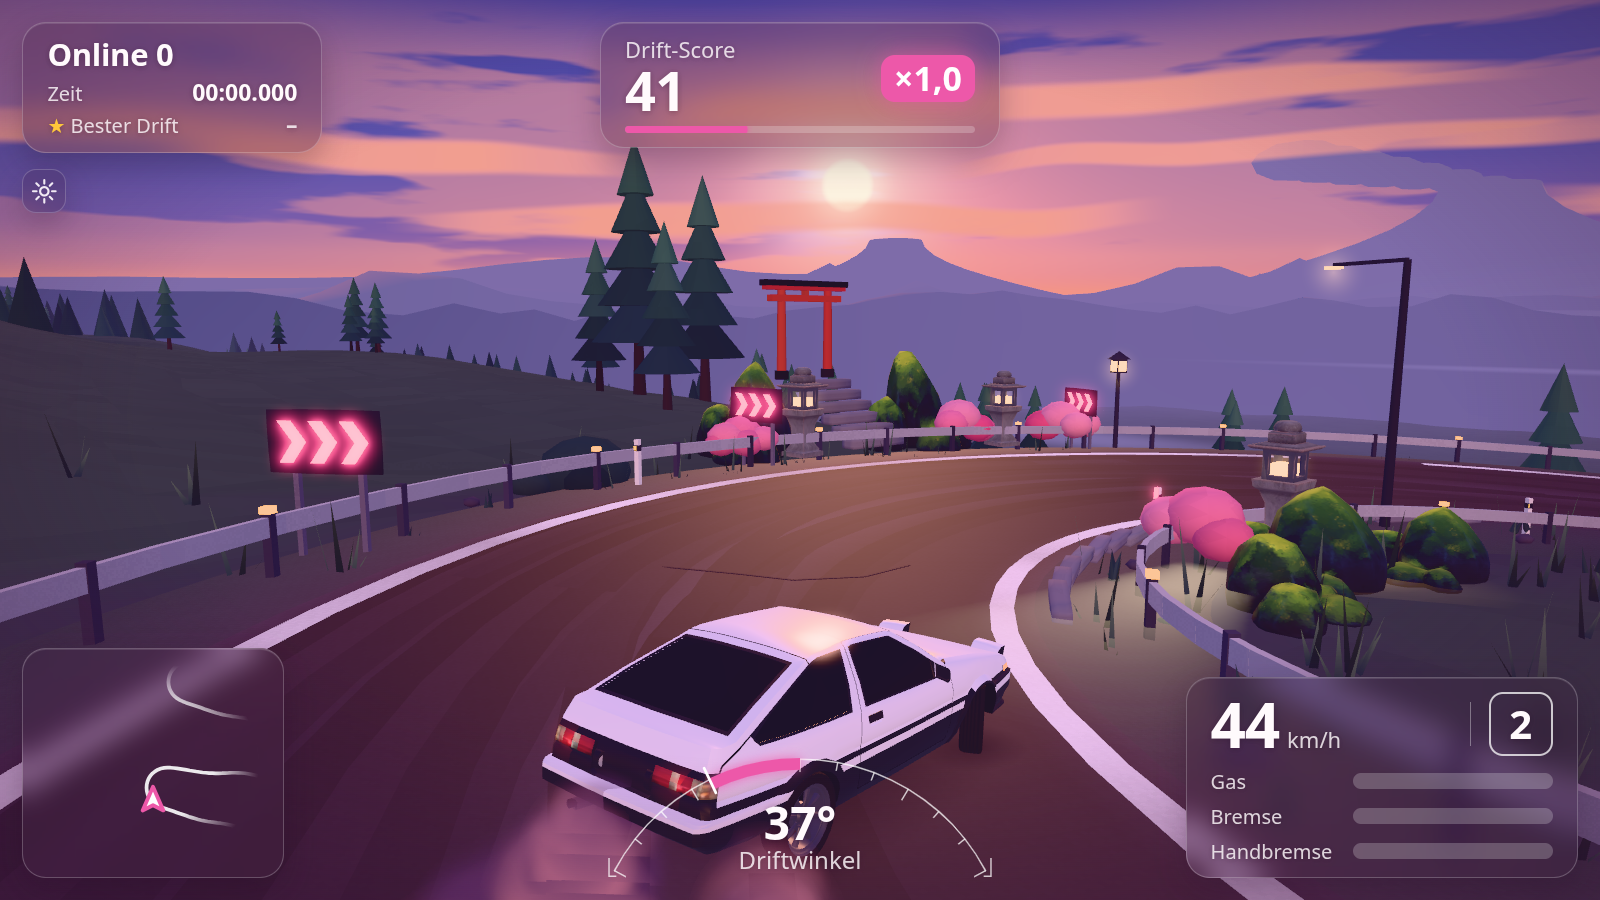 Online 0
Zeit 00:00.000
★ Bester Drift –
Drift-Score
41
×1,0
37°
Driftwinkel
44 km/h
2
Gas
Bremse
Handbremse